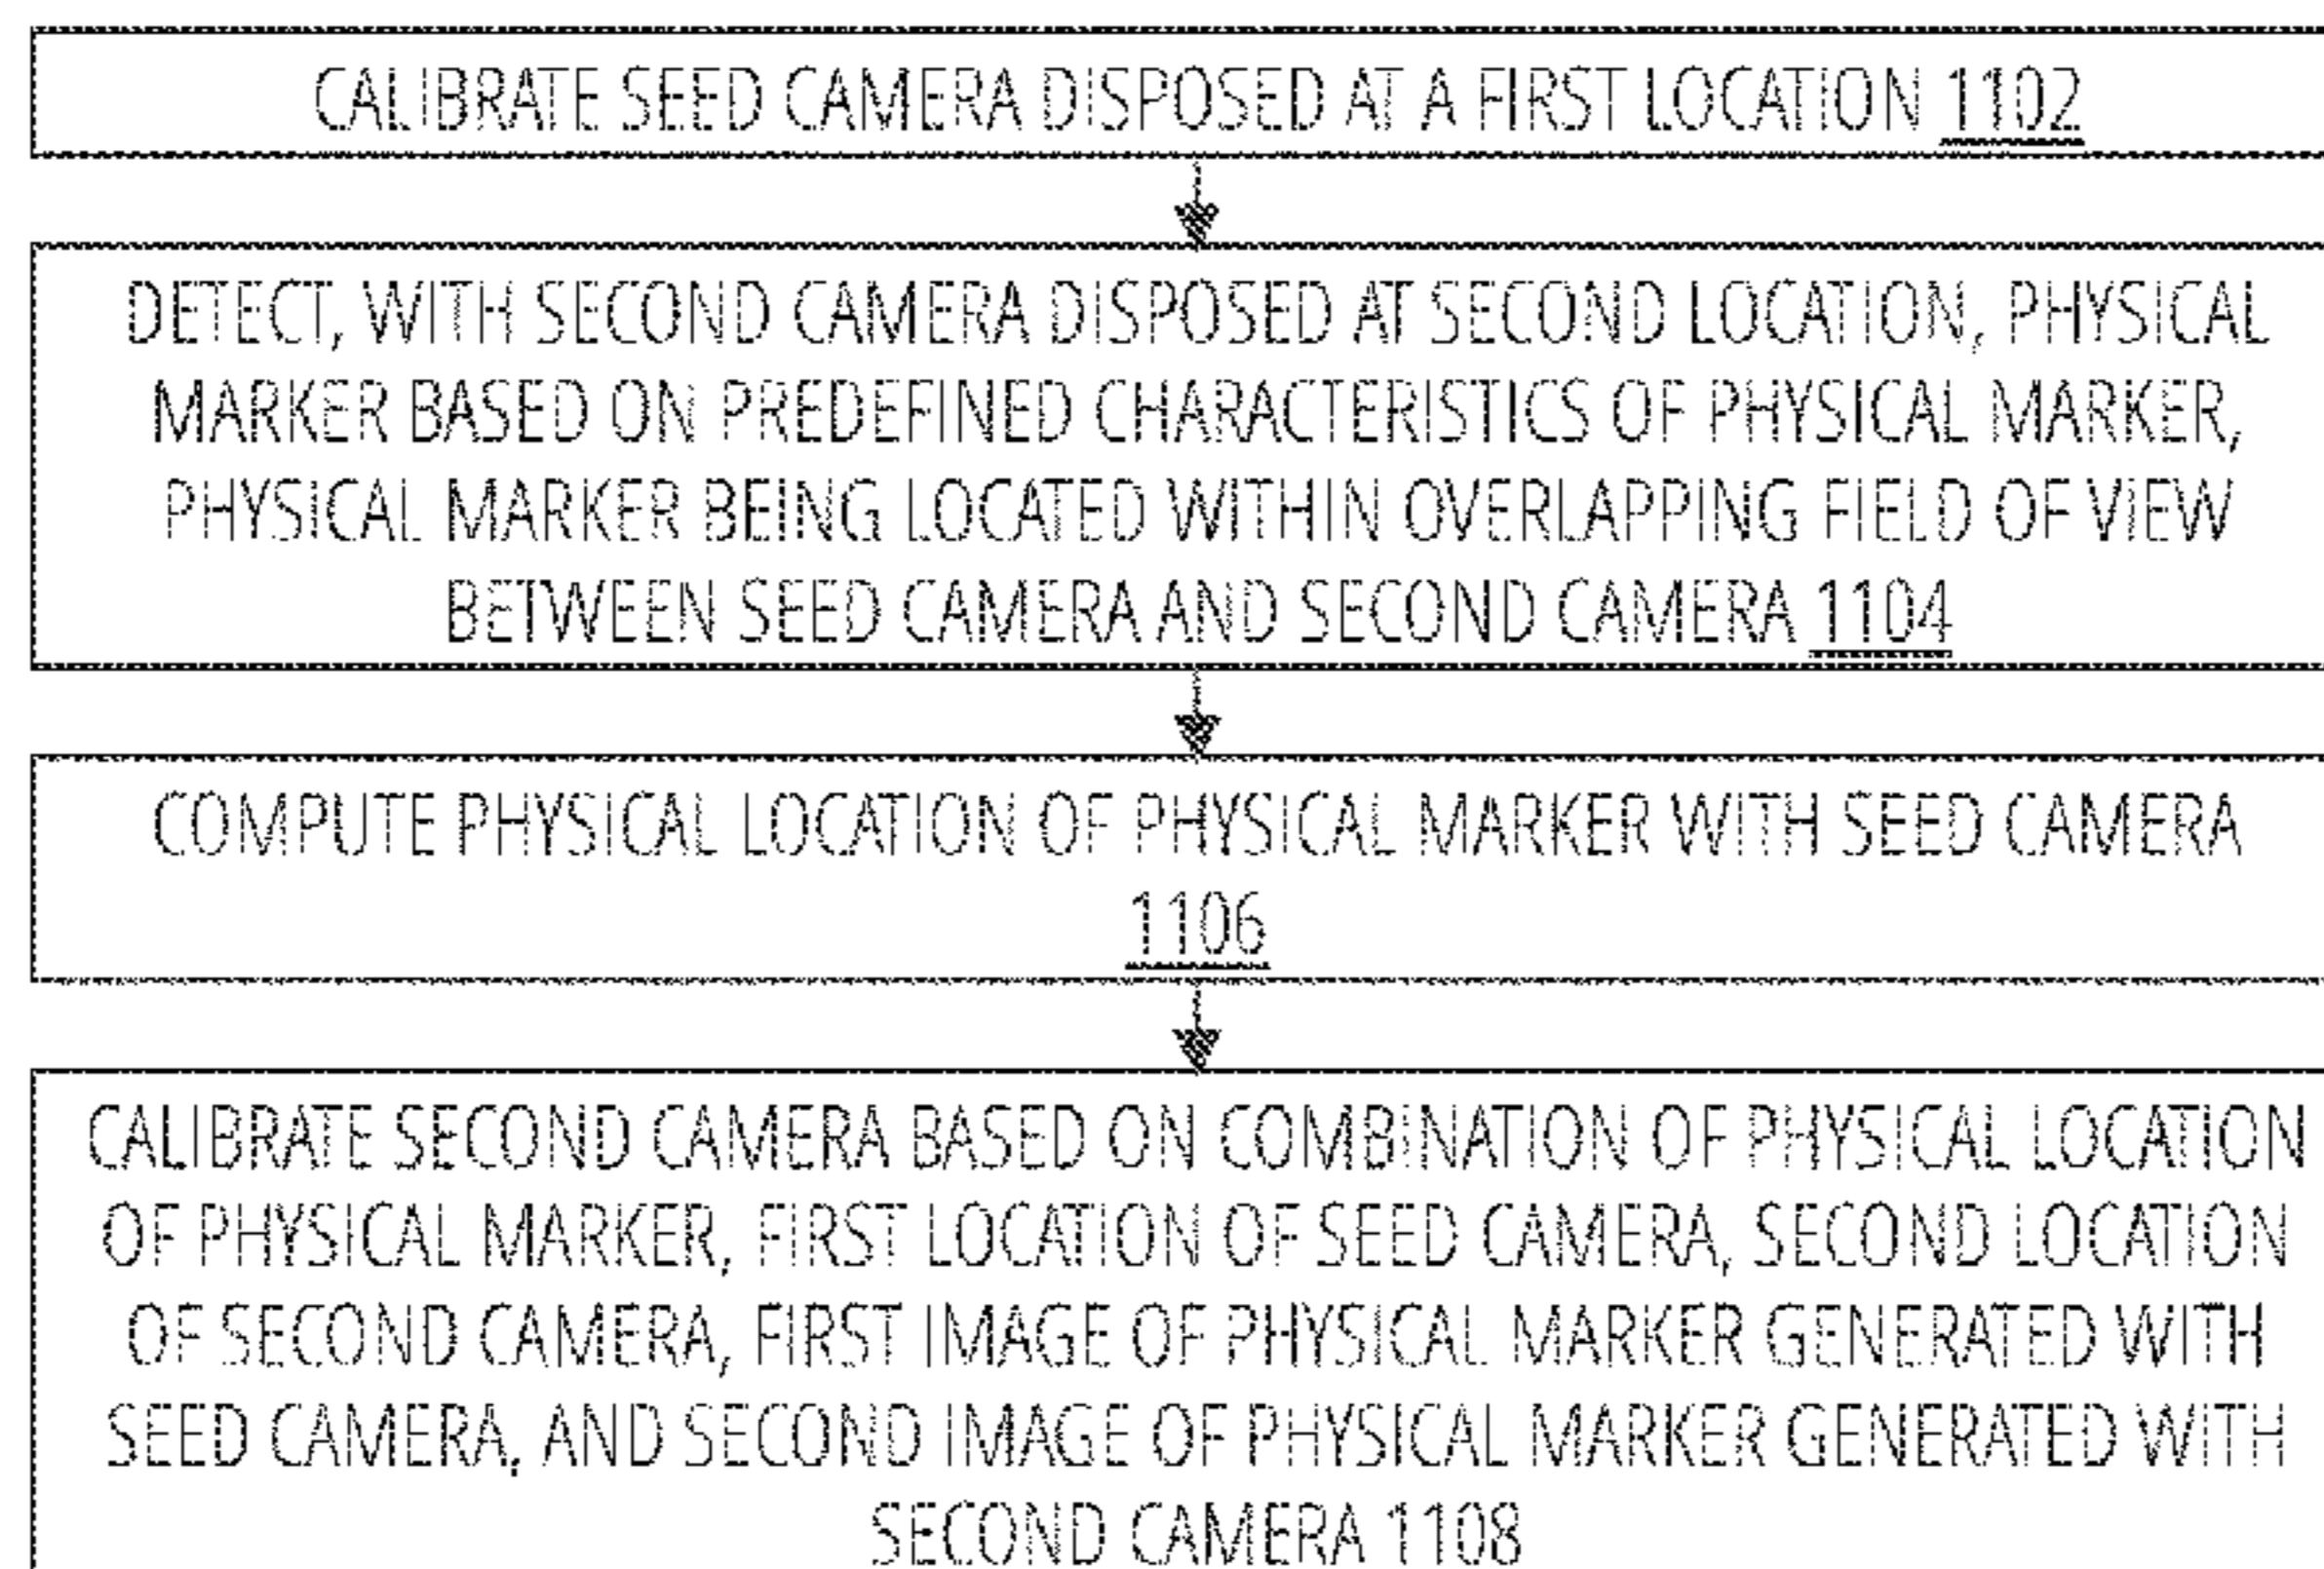 CALIBRATE SEED CAMERA DISPOSED AT A FIRST LOCATION 1102
DETECT, WITH SECOND CAMERA DISPOSED AT SECOND LOCATION, PHYSICAL
MARKER BASED ON PREDEFINED CHARACTERISTICS OF PHYSICAL MARKER,
PHYSICAL MARKER BEING LOCATED WITHIN OVERLAPPING FIELD OF VIEW
BETWEEN SEED CAMERA AND SECOND CAMERA 1104
COMPUTE PHYSICAL LOCATION OF PHYSICAL MARKER WITH SEED CAMERA
1106
CALIBRATE SECOND CAMERA BASED ON COMBINATION OF PHYSICAL LOCATION
OF PHYSICAL MARKER, FIRST LOCATION OF SEED CAMERA, SECOND LOCATION
OF SECOND CAMERA, FIRST IMAGE OF PHYSICAL MARKER GENERATED WITH
SEED CAMERA, AND SECOND IMAGE OF PHYSICAL MARKER GENERATED WITH
SECOND CAMERA 1108